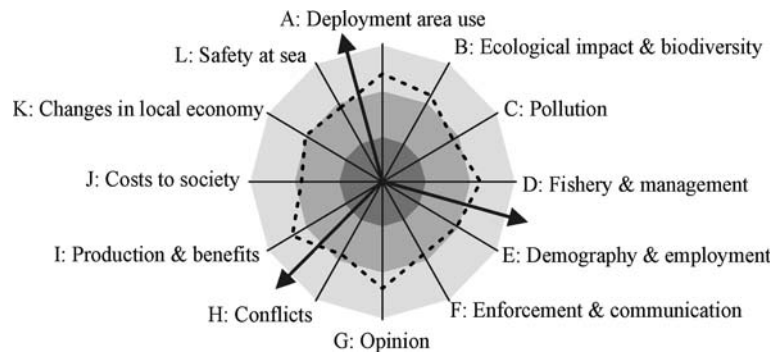 A: Deployment area use
B: Ecological impact & biodiversity
L: Safety at sea
K: Changes in local economy
C: Pollution
J: Costs to society
D: Fishery & management
I: Production & benefits
E: Demography & employment
H: Conflicts
F: Enforcement & communication
G: Opinion